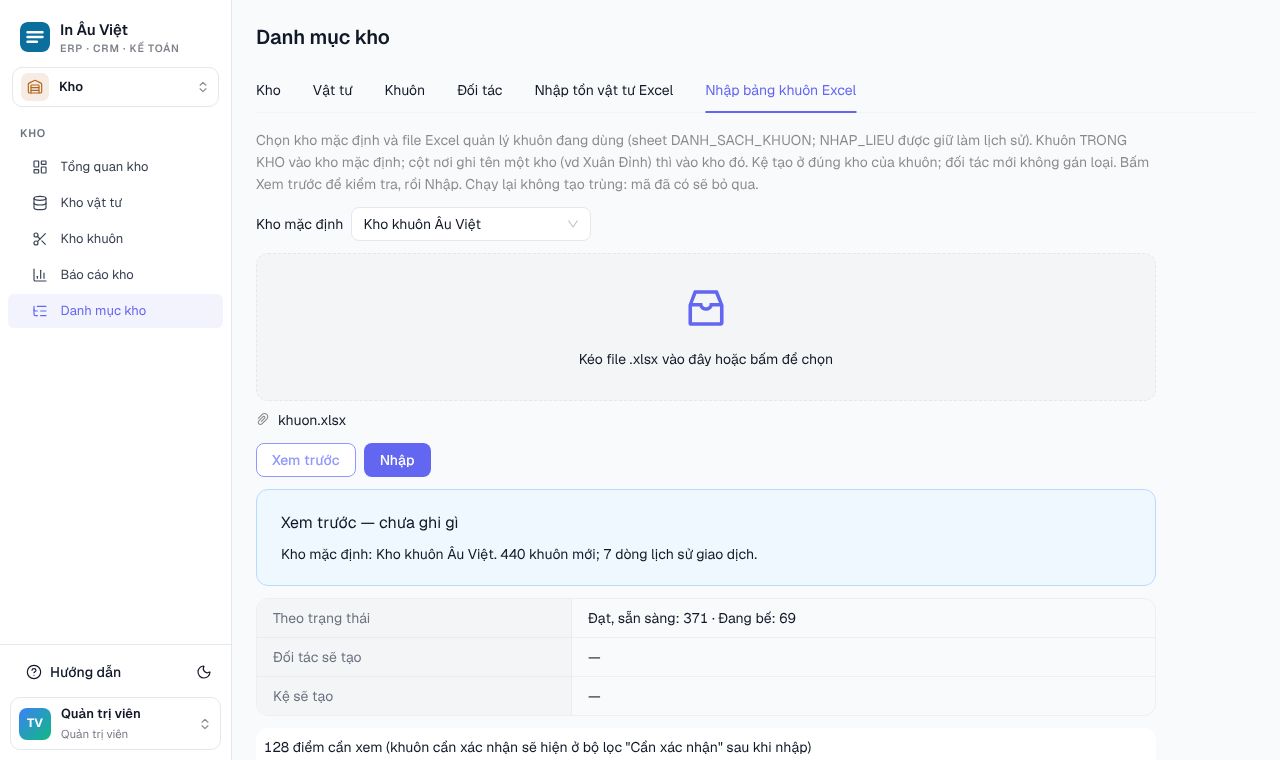 In Âu Việt
ERP · CRM · KẾ TOÁN
Kho
KHO
Tổng quan kho
Kho vật tư
Kho khuôn
Báo cáo kho
Danh mục kho
Hướng dẫn
TV
Quản trị viên
Quản trị viên
Danh mục kho
Kho
Vật tư
Khuôn
Đối tác
Nhập tồn vật tư Excel
Nhập bảng khuôn Excel
Chọn kho mặc định và file Excel quản lý khuôn đang dùng (sheet DANH_SACH_KHUON; NHAP_LIEU được giữ làm lịch sử). Khuôn TRONG
KHO vào kho mặc định; cột nơi ghi tên một kho (vd Xuân Đỉnh) thì vào kho đó. Kệ tạo ở đúng kho của khuôn; đối tác mới không gán loại. Bấm
Xem trước để kiểm tra, rồi Nhập. Chạy lại không tạo trùng: mã đã có sẽ bỏ qua.
Kho mặc định
Kho khuôn Âu Việt
Kéo file .xlsx vào đây hoặc bấm để chọn
khuon.xlsx
Xem trước
Nhập
Xem trước — chưa ghi gì
Kho mặc định: Kho khuôn Âu Việt. 440 khuôn mới; 7 dòng lịch sử giao dịch.
Theo trạng thái
Đạt, sẵn sàng: 371 · Đang bế: 69
Đối tác sẽ tạo
—
Kệ sẽ tạo
—
128 điểm cần xem (khuôn cần xác nhận sẽ hiện ở bộ lọc "Cần xác nhận" sau khi nhập)